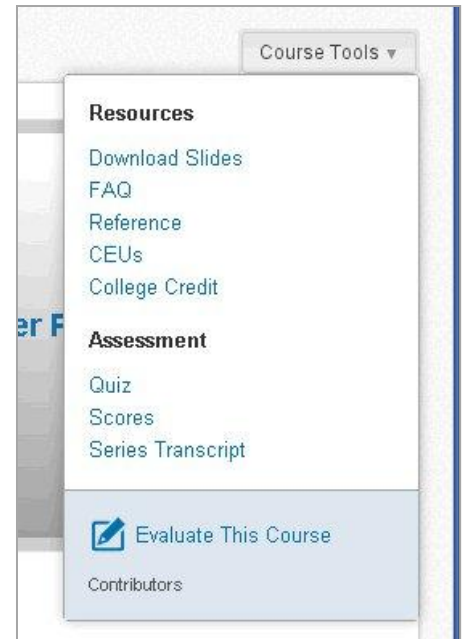 Course Tools ▼
Resources
Download Slides
FAQ
Reference
CEUs
College Credit
er F
Assessment
Quiz
Scores
Series Transcript
Evaluate This Course
Contributors